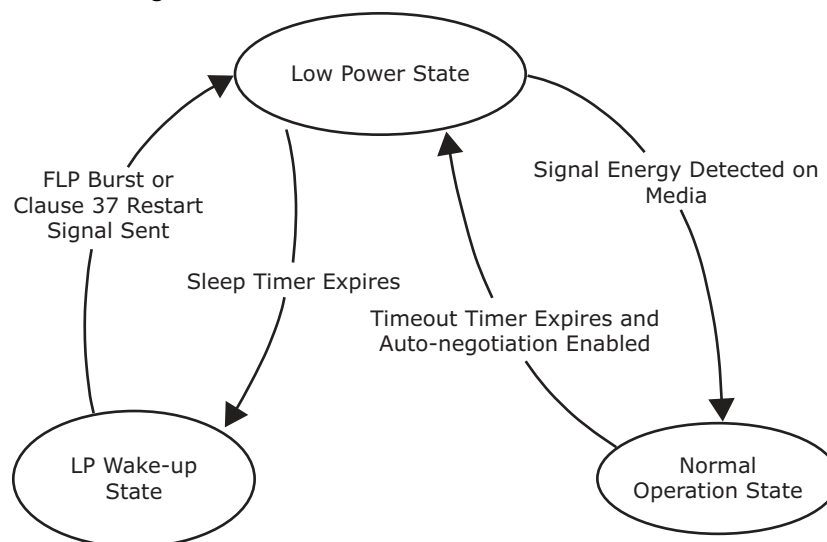 Low Power State
FLP Burst or
Clause 37 Restart
Signal Sent
Signal Energy Detected on
Media
Sleep Timer Expires
Timeout Timer Expires and
Auto-negotiation Enabled
LP Wake-up
State
Normal
Operation State